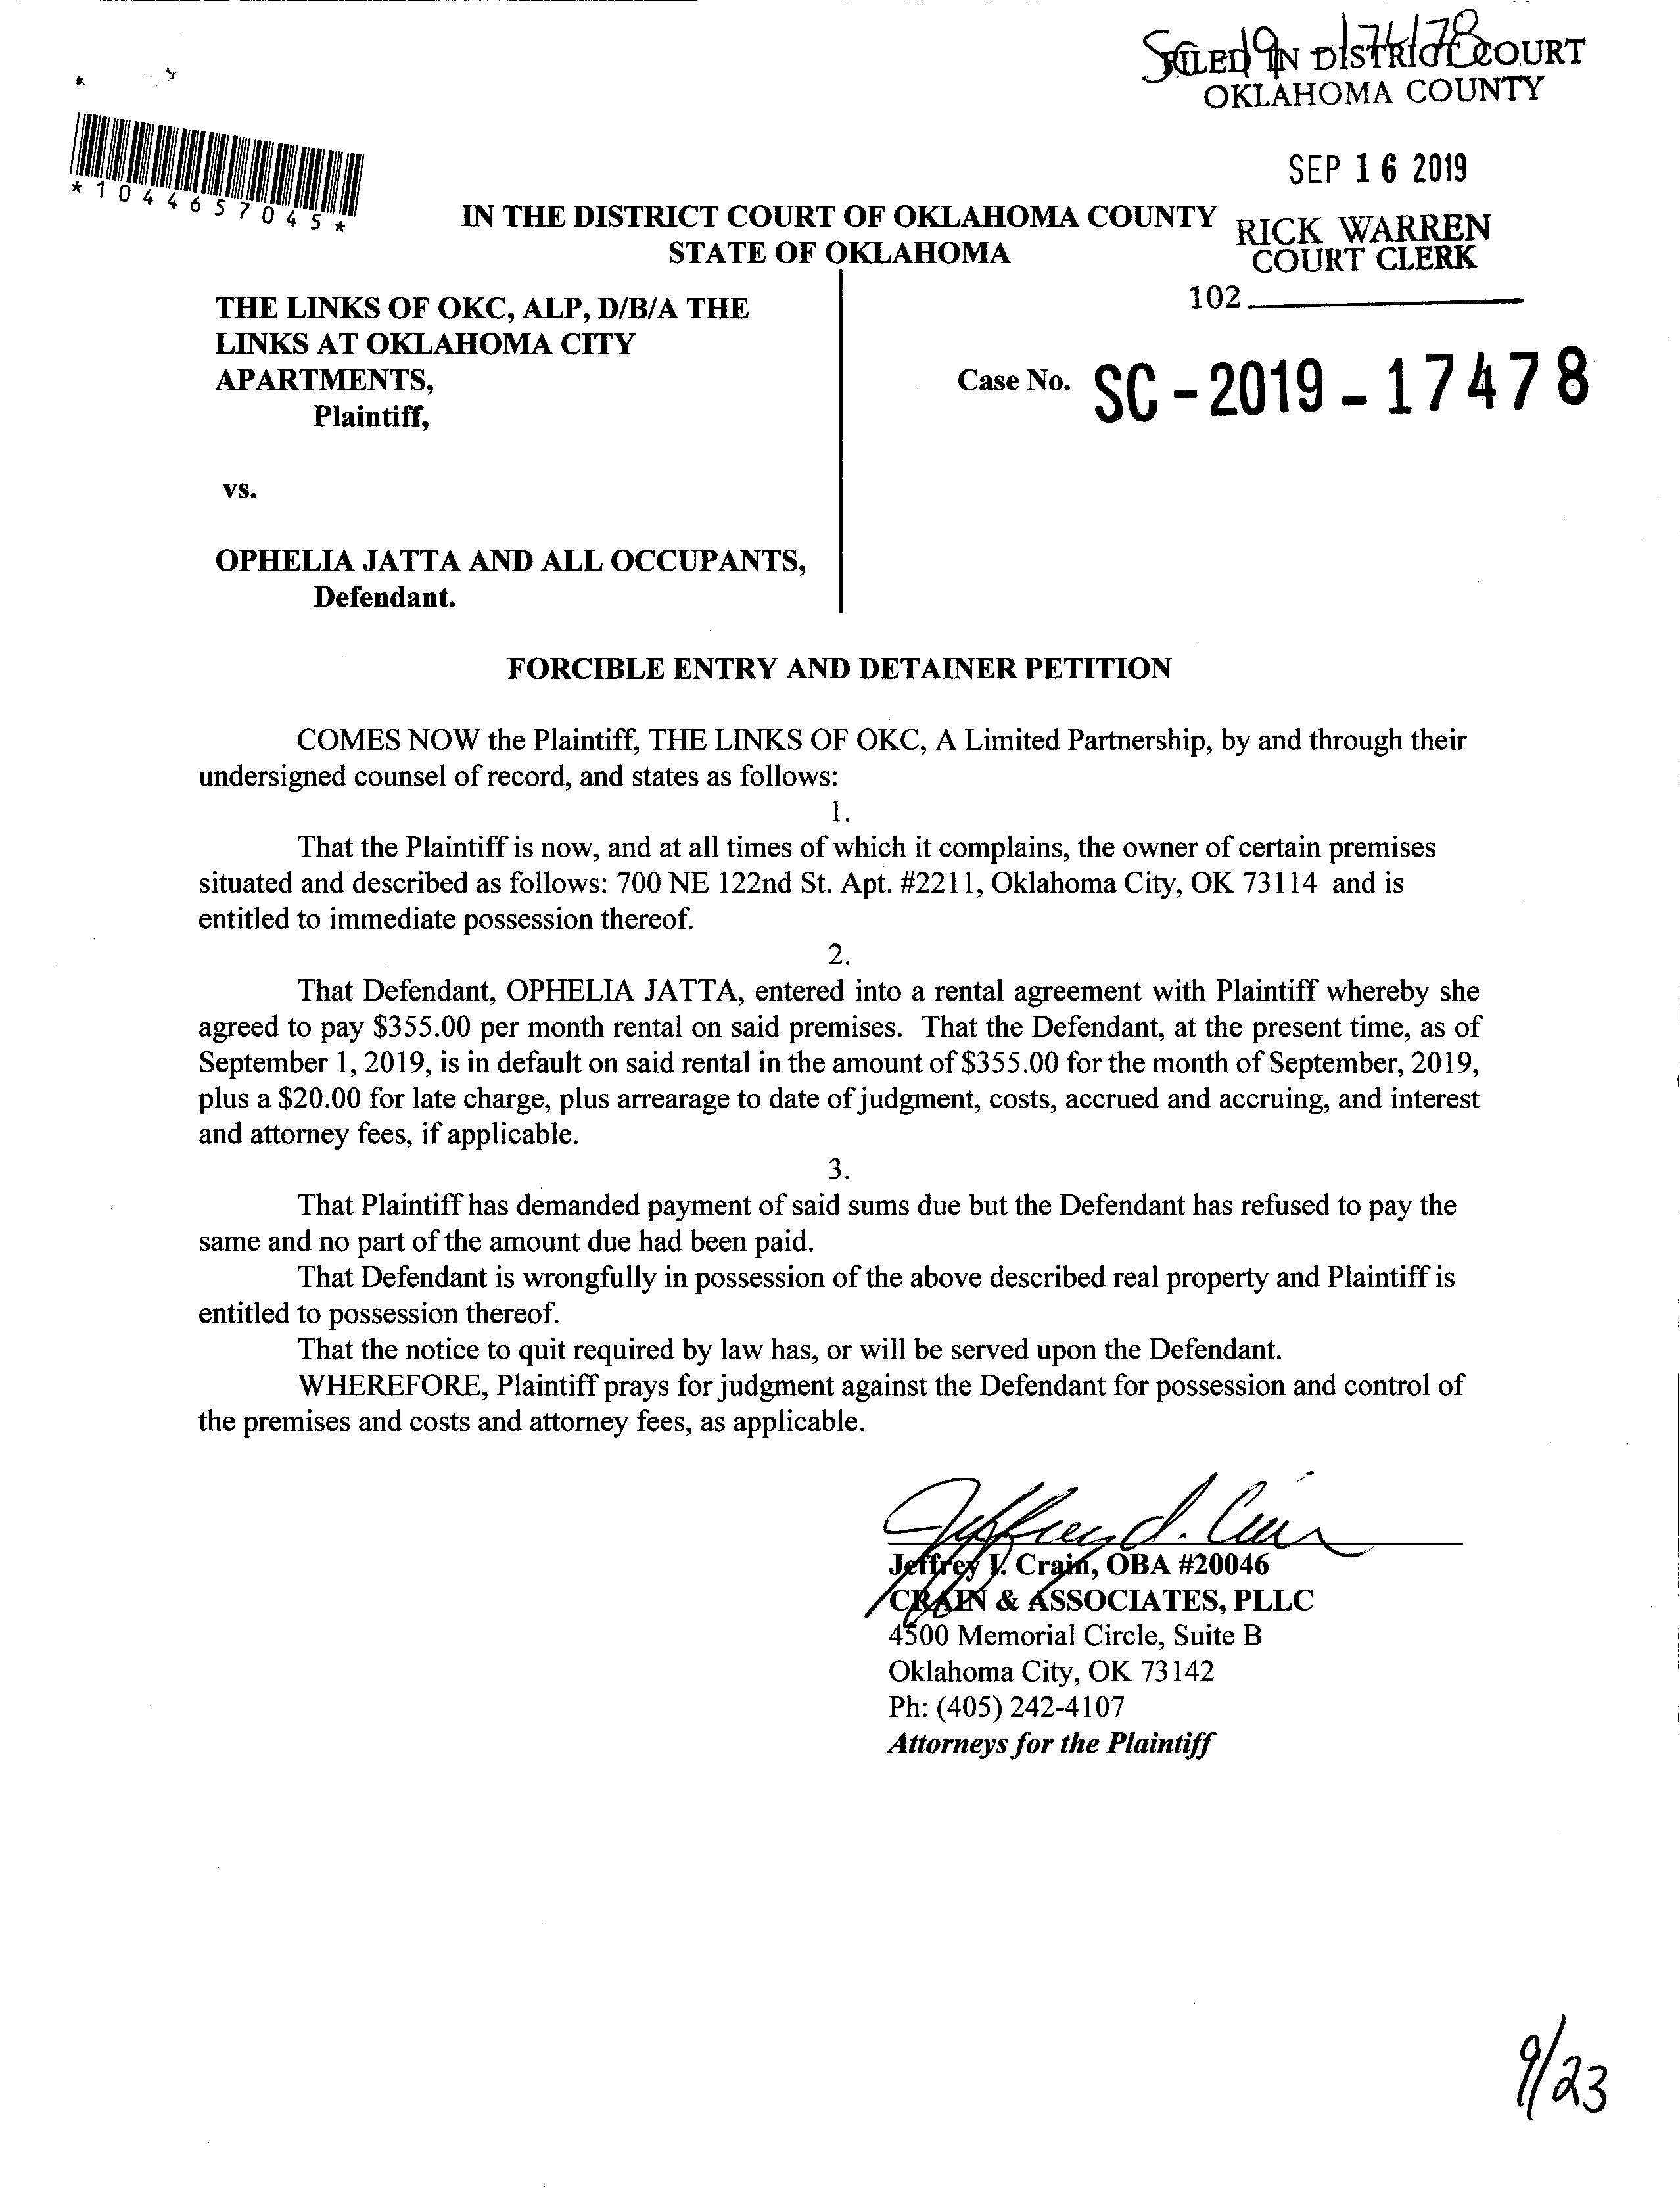 SC 19 17478
FILED IN DISTRICT COURT
OKLAHOMA COUNTY
SEP 16 2019
*1044657045*
RICK WARREN
COURT CLERK
102
IN THE DISTRICT COURT OF OKLAHOMA COUNTY
STATE OF OKLAHOMA
THE LINKS OF OKC, ALP, D/B/A THE
LINKS AT OKLAHOMA CITY
APARTMENTS,
Plaintiff,
Case No. SC-2019-17478
vs.
OPHELIA JATTA AND ALL OCCUPANTS,
Defendant.
FORCIBLE ENTRY AND DETAINER PETITION
COMES NOW the Plaintiff, THE LINKS OF OKC, A Limited Partnership, by and through their
undersigned counsel of record, and states as follows:
1.
That the Plaintiff is now, and at all times of which it complains, the owner of certain premises
situated and described as follows: 700 NE 122nd St. Apt. #2211, Oklahoma City, OK 73114 and is
entitled to immediate possession thereof.
2.
That Defendant, OPHELIA JATTA, entered into a rental agreement with Plaintiff whereby she
agreed to pay $355.00 per month rental on said premises. That the Defendant, at the present time, as of
September 1, 2019, is in default on said rental in the amount of $355.00 for the month of September, 2019,
plus a $20.00 for late charge, plus arrearage to date of judgment, costs, accrued and accruing, and interest
and attorney fees, if applicable.
3.
That Plaintiff has demanded payment of said sums due but the Defendant has refused to pay the
same and no part of the amount due had been paid.
That Defendant is wrongfully in possession of the above described real property and Plaintiff is
entitled to possession thereof.
That the notice to quit required by law has, or will be served upon the Defendant.
WHEREFORE, Plaintiff prays for judgment against the Defendant for possession and control of
the premises and costs and attorney fees, as applicable.
Jeffrey I. Crain, OBA #20046
CRAIN & ASSOCIATES, PLLC
4500 Memorial Circle, Suite B
Oklahoma City, OK 73142
Ph: (405) 242-4107
Attorneys for the Plaintiff
9/23